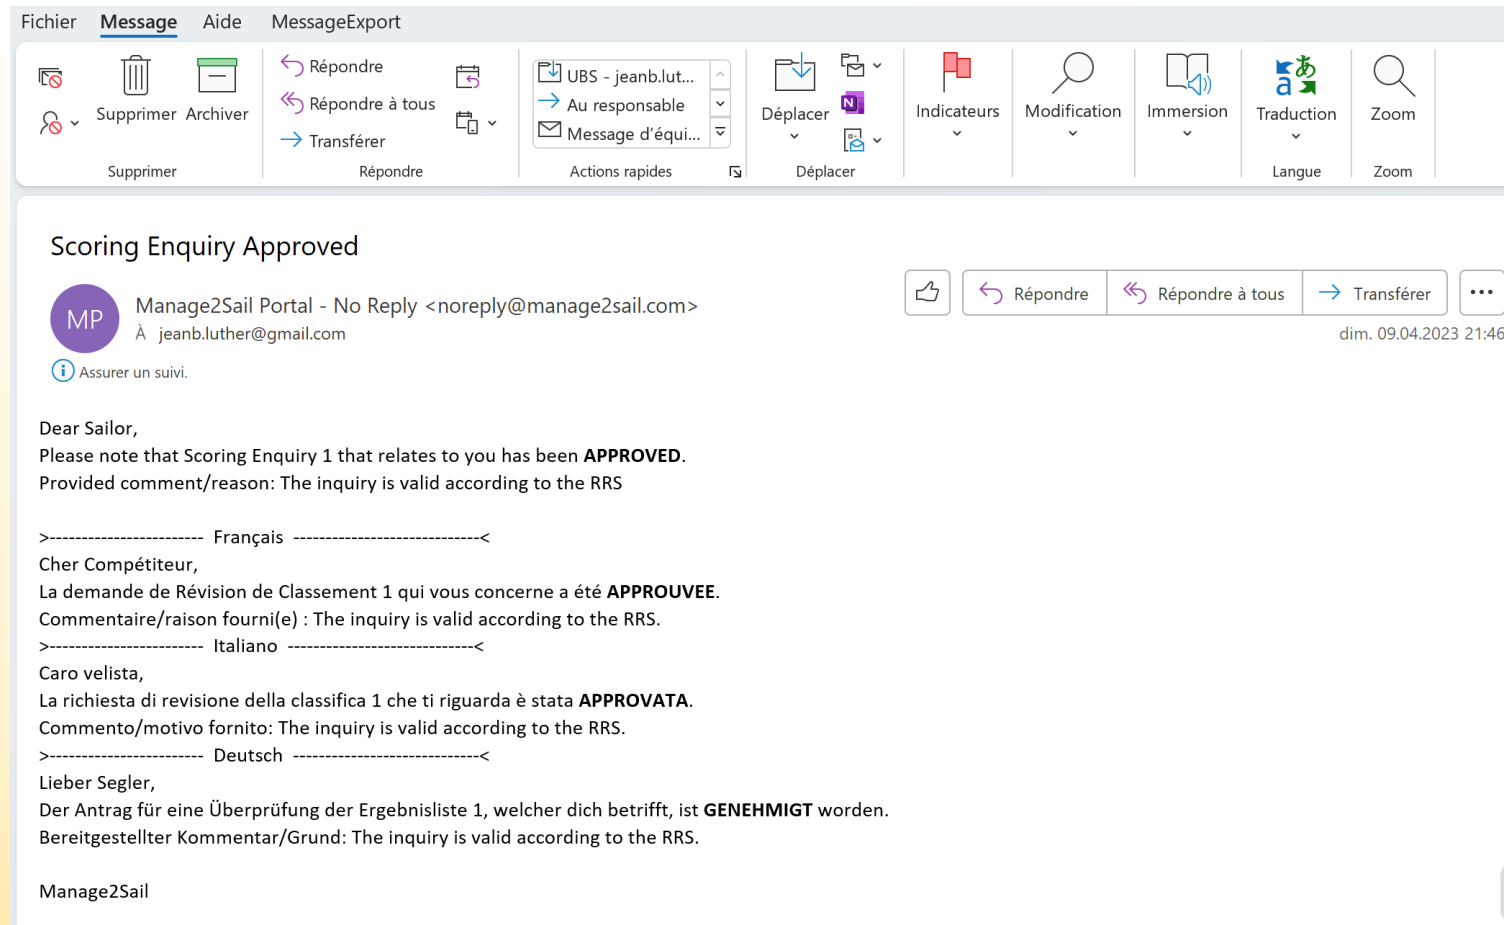 Fichier Message Aide MessageExport
Supprimer Archiver
Supprimer
Répondre
Répondre à tous
Transférer
Répondre
UBS - jeanb.lut...
Au responsable
Message d'équi...
Actions rapides
Déplacer
N
Déplacer
Indicateurs
Modification
Immersion
あ
a
Traduction
Langue
Zoom
Zoom
Scoring Enquiry Approved
MP
Manage2Sail Portal - No Reply <noreply@manage2sail.com>
À jeanb.luther@gmail.com
Répondre Répondre à tous Transférer
dim. 09.04.2023 21:46
i Assurer un suivi.
Dear Sailor,
Please note that Scoring Enquiry 1 that relates to you has been APPROVED.
Provided comment/reason: The inquiry is valid according to the RRS
>------------------------ Français -----------------------------<
Cher Compétiteur,
La demande de Révision de Classement 1 qui vous concerne a été APPROUVEE.
Commentaire/raison fourni(e) : The inquiry is valid according to the RRS.
>------------------------ Italiano -----------------------------<
Caro velista,
La richiesta di revisione della classifica 1 che ti riguarda è stata APPROVATA.
Commento/motivo fornito: The inquiry is valid according to the RRS.
>------------------------ Deutsch -----------------------------<
Lieber Segler,
Der Antrag für eine Überprüfung der Ergebnisliste 1, welcher dich betrifft, ist GENEHMIGT worden.
Bereitgestellter Kommentar/Grund: The inquiry is valid according to the RRS.
Manage2Sail